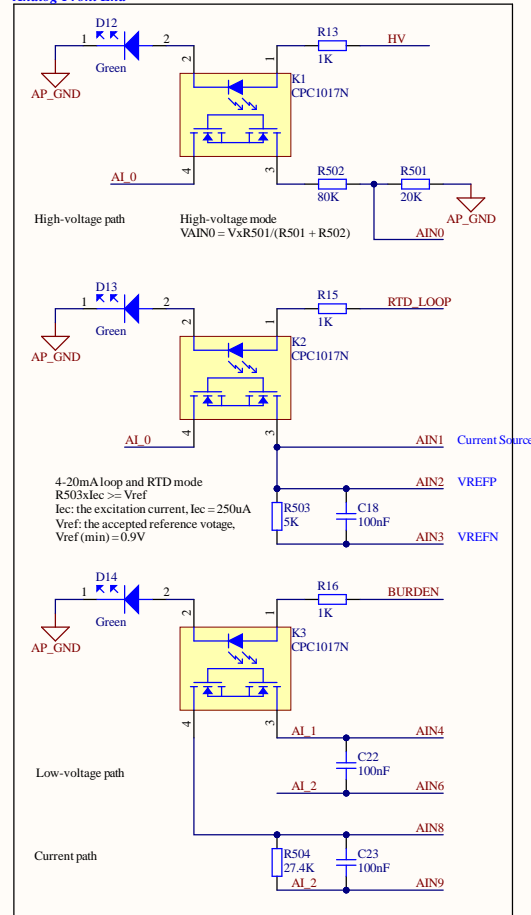 Analog Front End
D12
1
2
Green
AP_GND
2
1
R13
1K
HV
K1
CPC1017N
4
3
AI_0
R502
80K
R501
20K
AP_GND
AIN0
High-voltage path
High-voltage mode
VAIN0 = VxR501/(R501 + R502)
D13
1
2
Green
AP_GND
2
1
R15
1K
RTD_LOOP
K2
CPC1017N
4
3
AI_0
AIN1
Current Source
4-20mA loop and RTD mode
R503xIec >= Vref
Iec: the excitation current, Iec = 250uA
Vref: the accepted reference votage,
Vref (min) = 0.9V
AIN2
VREFP
R503
5K
C18
100nF
AIN3
VREFN
D14
1
2
Green
AP_GND
2
1
R16
1K
BURDEN
K3
CPC1017N
4
3
AI_1
AIN4
C22
100nF
Low-voltage path
AI_2
AIN6
AIN8
Current path
R504
27.4K
C23
100nF
AI_2
AIN9